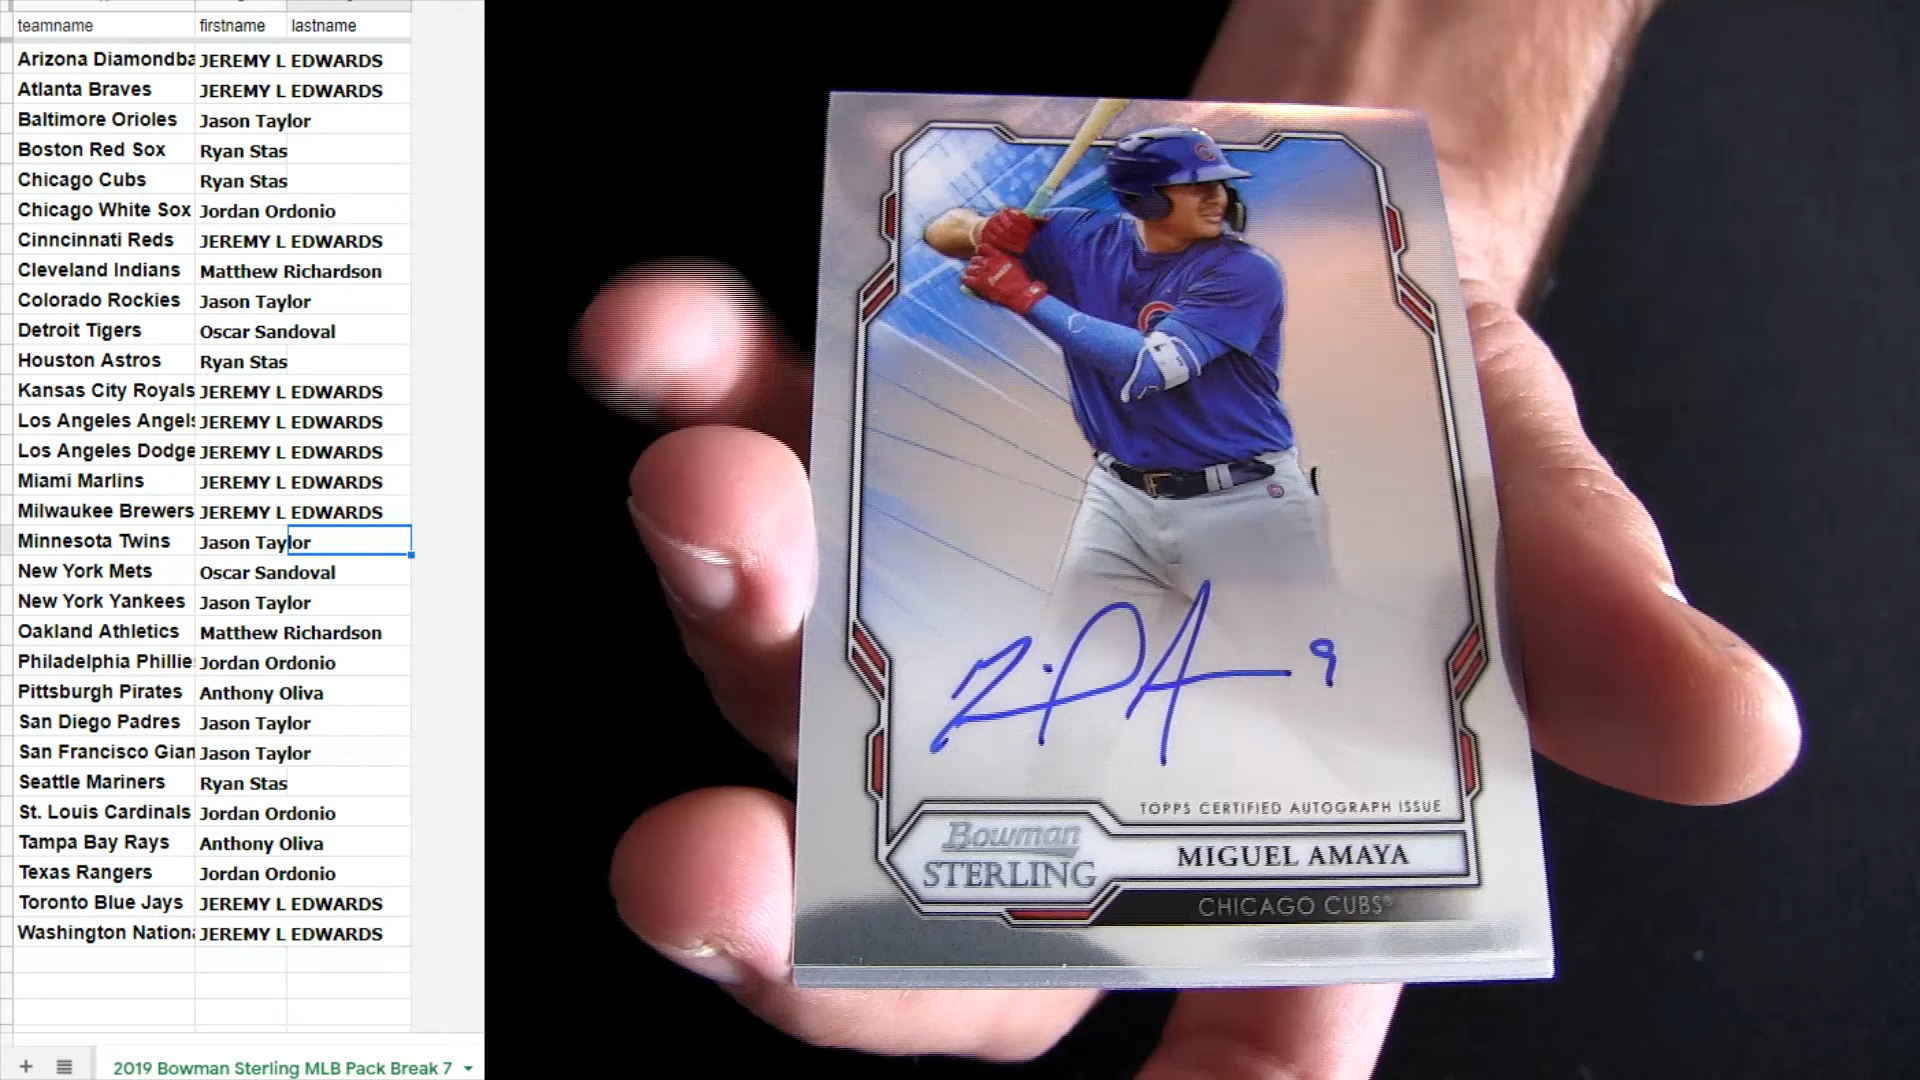 teamname firstname lastname
Arizona Diamondba JEREMY L EDWARDS
Atlanta Braves JEREMY L EDWARDS
Baltimore Orioles Jason Taylor
Boston Red Sox Ryan Stas
Chicago Cubs Ryan Stas
Chicago White Sox Jordan Ordonio
Cinncinnati Reds JEREMY L EDWARDS
Cleveland Indians Matthew Richardson
Colorado Rockies Jason Taylor
Detroit Tigers Oscar Sandoval
Houston Astros Ryan Stas
Kansas City Royals JEREMY L EDWARDS
Los Angeles Angels JEREMY L EDWARDS
Los Angeles Dodge JEREMY L EDWARDS
Miami Marlins JEREMY L EDWARDS
Milwaukee Brewers JEREMY L EDWARDS
Minnesota Twins Jason Taylor
New York Mets Oscar Sandoval
New York Yankees Jason Taylor
Oakland Athletics Matthew Richardson
Philadelphia Phillie Jordan Ordonio
Pittsburgh Pirates Anthony Oliva
San Diego Padres Jason Taylor
San Francisco Gian Jason Taylor
Seattle Mariners Ryan Stas
St. Louis Cardinals Jordan Ordonio
Tampa Bay Rays Anthony Oliva
Texas Rangers Jordan Ordonio
Toronto Blue Jays JEREMY L EDWARDS
Washington Nationa JEREMY L EDWARDS
2019 Bowman Sterling MLB Pack Break 7
9
TOPPS CERTIFIED AUTOGRAPH ISSUE
Bowman
STERLING
MIGUEL AMAYA
CHICAGO CUBS®